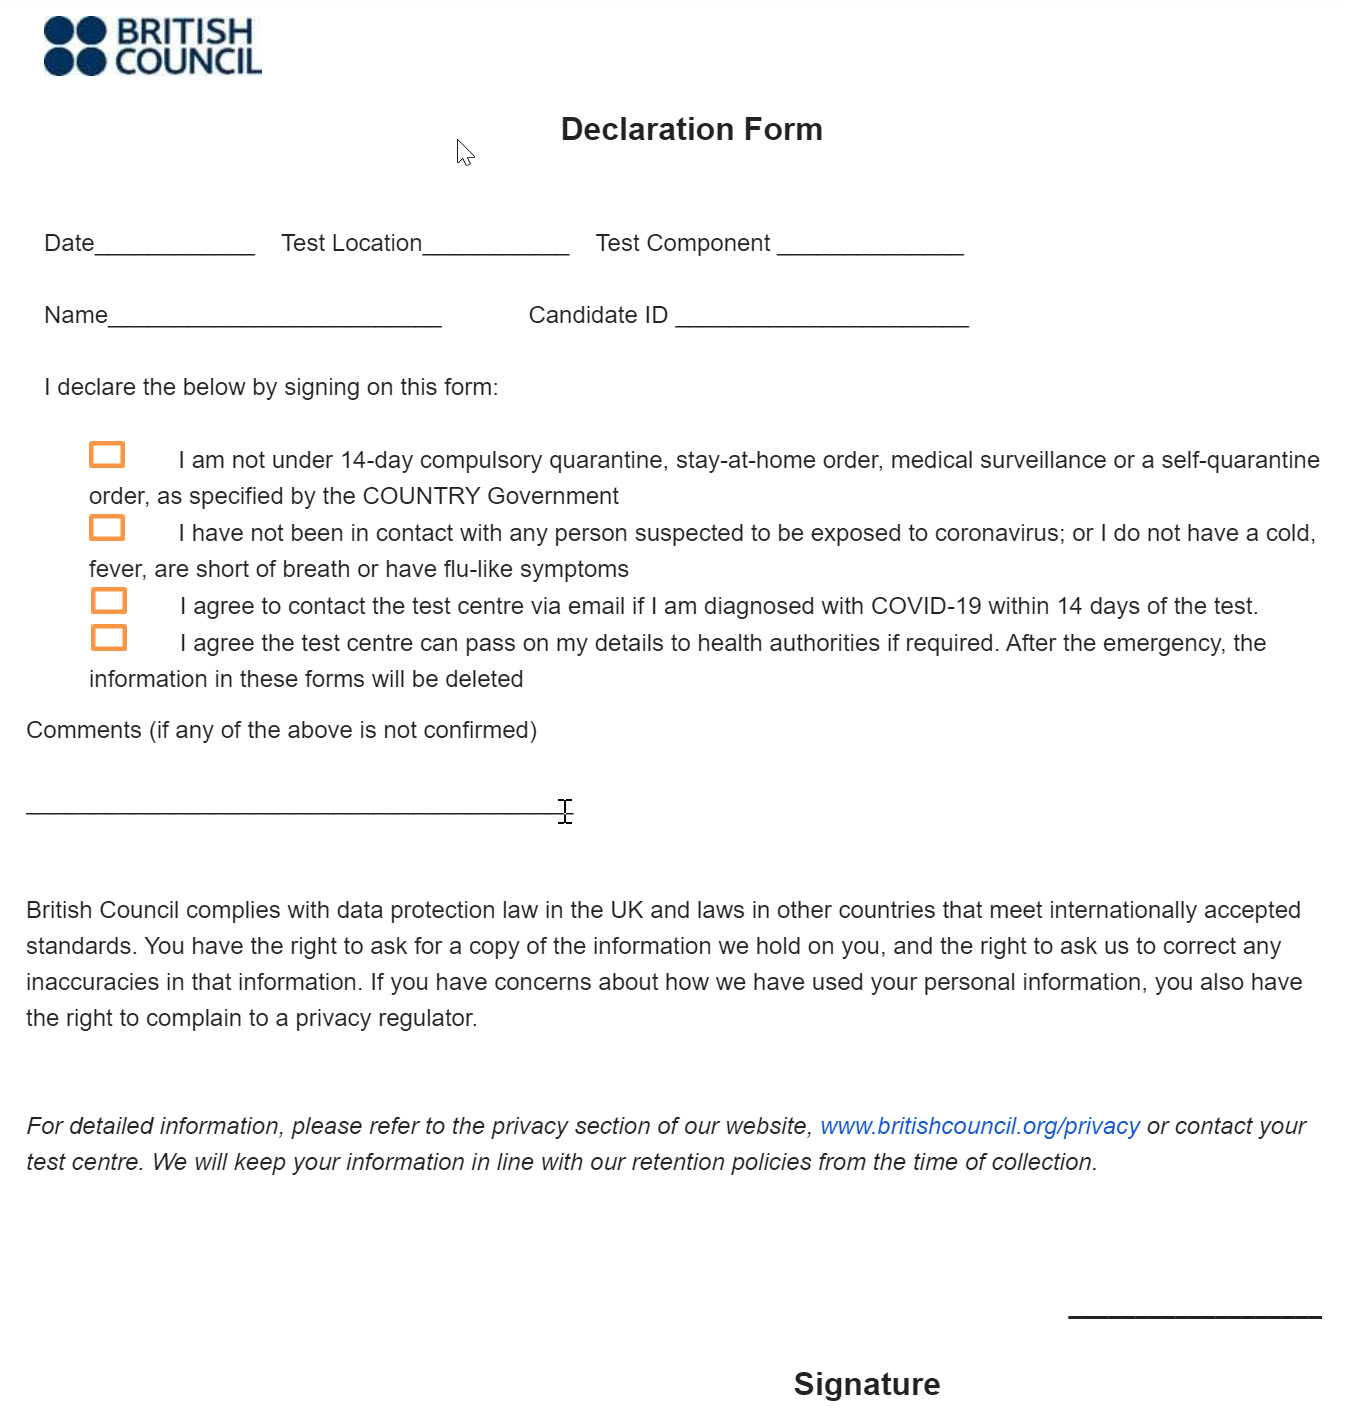 BRITISH
COUNCIL
Declaration Form
Date____________ Test Location___________ Test Component ______________
Name_________________________ Candidate ID ______________________
I declare the below by signing on this form:
I am not under 14-day compulsory quarantine, stay-at-home order, medical surveillance or a self-quarantine
order, as specified by the COUNTRY Government
I have not been in contact with any person suspected to be exposed to coronavirus; or I do not have a cold,
fever, are short of breath or have flu-like symptoms
I agree to contact the test centre via email if I am diagnosed with COVID-19 within 14 days of the test.
I agree the test centre can pass on my details to health authorities if required. After the emergency, the
information in these forms will be deleted
Comments (if any of the above is not confirmed)
_________________________________________
British Council complies with data protection law in the UK and laws in other countries that meet internationally accepted
standards. You have the right to ask for a copy of the information we hold on you, and the right to ask us to correct any
inaccuracies in that information. If you have concerns about how we have used your personal information, you also have
the right to complain to a privacy regulator.
For detailed information, please refer to the privacy section of our website, www.britishcouncil.org/privacy or contact your
test centre. We will keep your information in line with our retention policies from the time of collection.
___________________
Signature